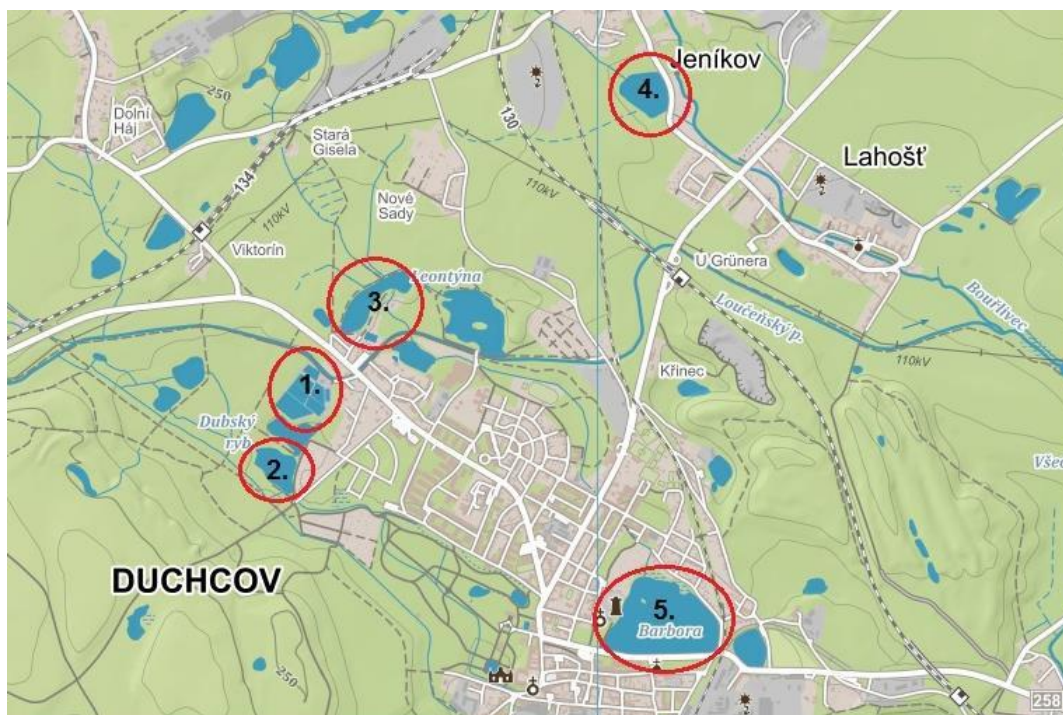 Jeníkov
4.
250
Dolní
Háj
Stará
Gisela
130
Lahošť
134
110kV
Nové
Sady
110kV
Viktorín
U Grünera
Leontýna
3.
Loučeňský p.
Bouřlivec
110kV
Křinec
1.
Dubský
ryb
2.
Všec
DUCHCOV
5.
Barbora
250
258